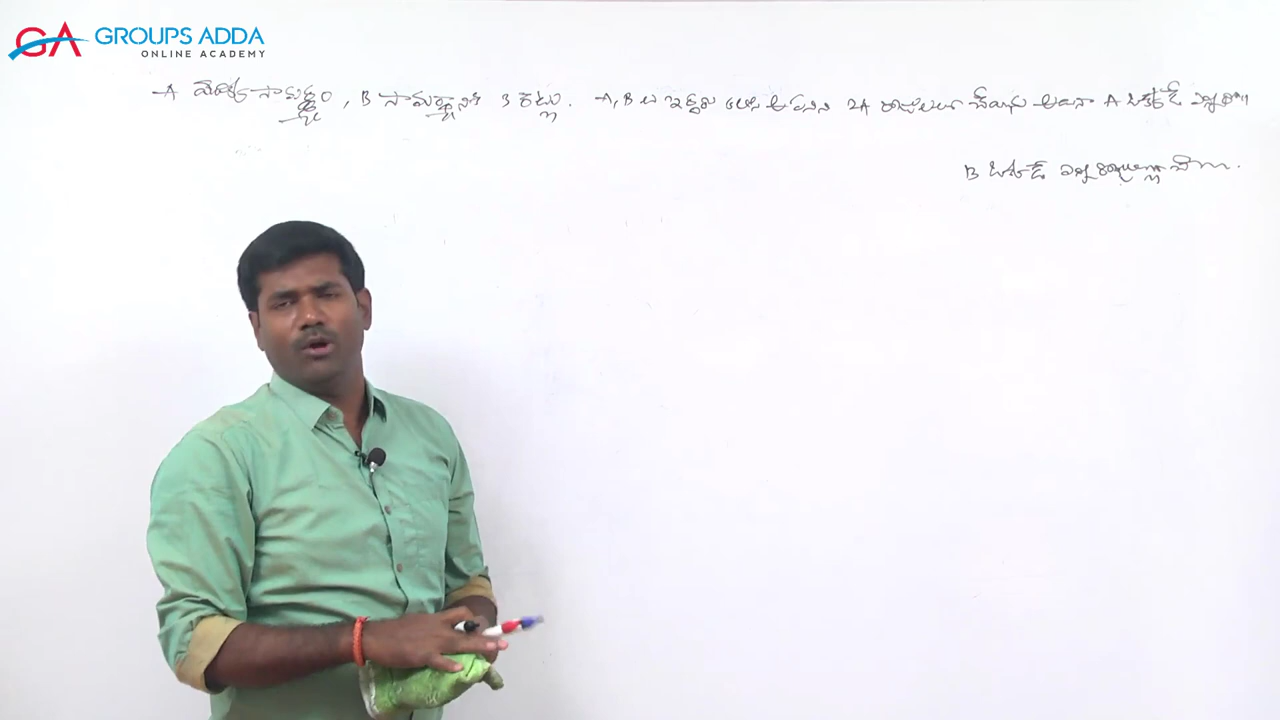 GA GROUPS ADDA
ONLINE ACADEMY
A యొక్క సామర్థ్యం, B సామర్థ్యానికి 3 రెట్లు. A, B లు ఇద్దరు కలిసి ఆ పనిని 24 రోజులలో చేయును అయిన A ఒక్కడే ఎన్ని
B ఒక్కడే ఎన్ని రోజులలో